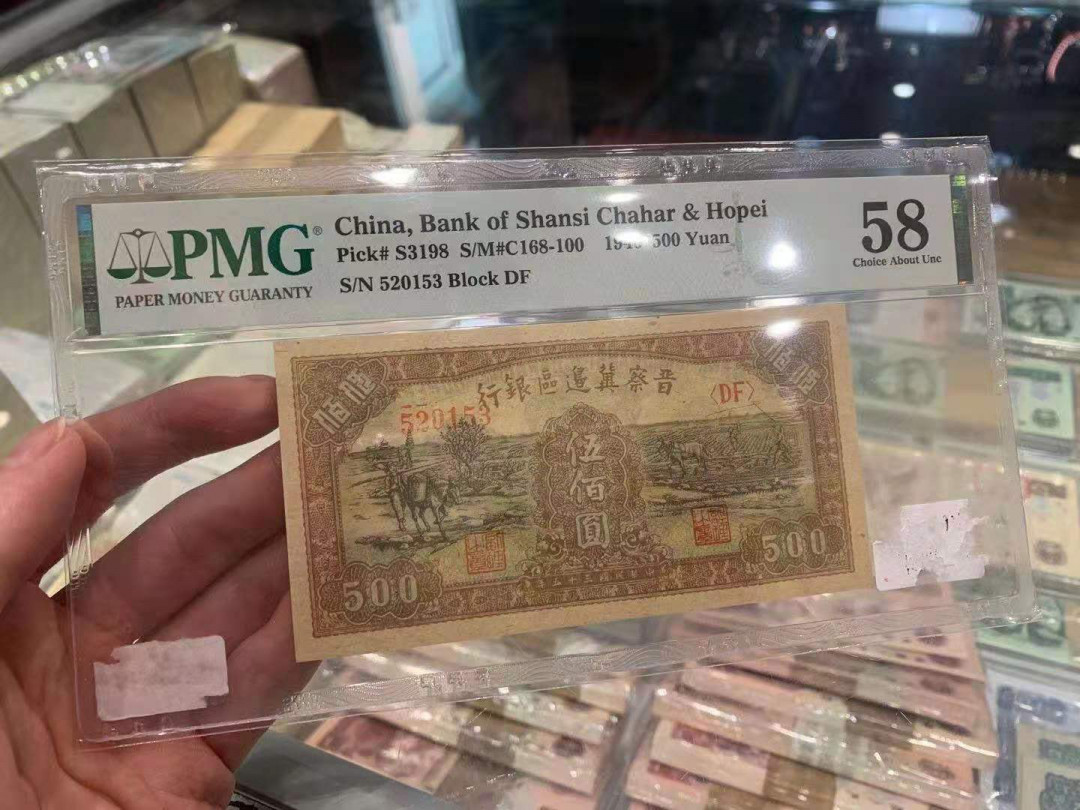 PMG®
PAPER MONEY GUARANTY
China, Bank of Shansi Chahar & Hopei
Pick# S3198 S/M#C168-100 500 Yuan
S/N 520153 Block DF
58
Choice About Unc
行銀區邊冀察晉
520153
〈DF〉
伍佰
伍佰
伍佰圓
500
500